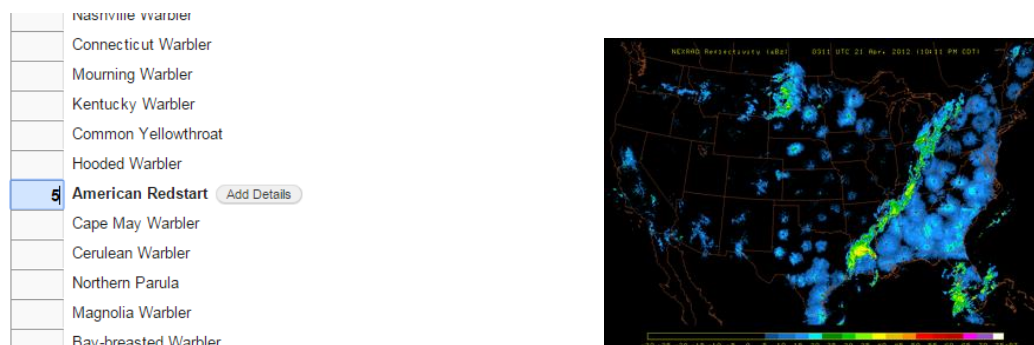 Nashville Warbler
Connecticut Warbler
Mourning Warbler
Kentucky Warbler
Common Yellowthroat
Hooded Warbler
5 American Redstart Add Details
Cape May Warbler
Cerulean Warbler
Northern Parula
Magnolia Warbler
Bay-breasted Warbler
NEXRAD Reflectivity (dBz) 0311 UTC 21 Apr. 2012 (10:11 PM CDT)